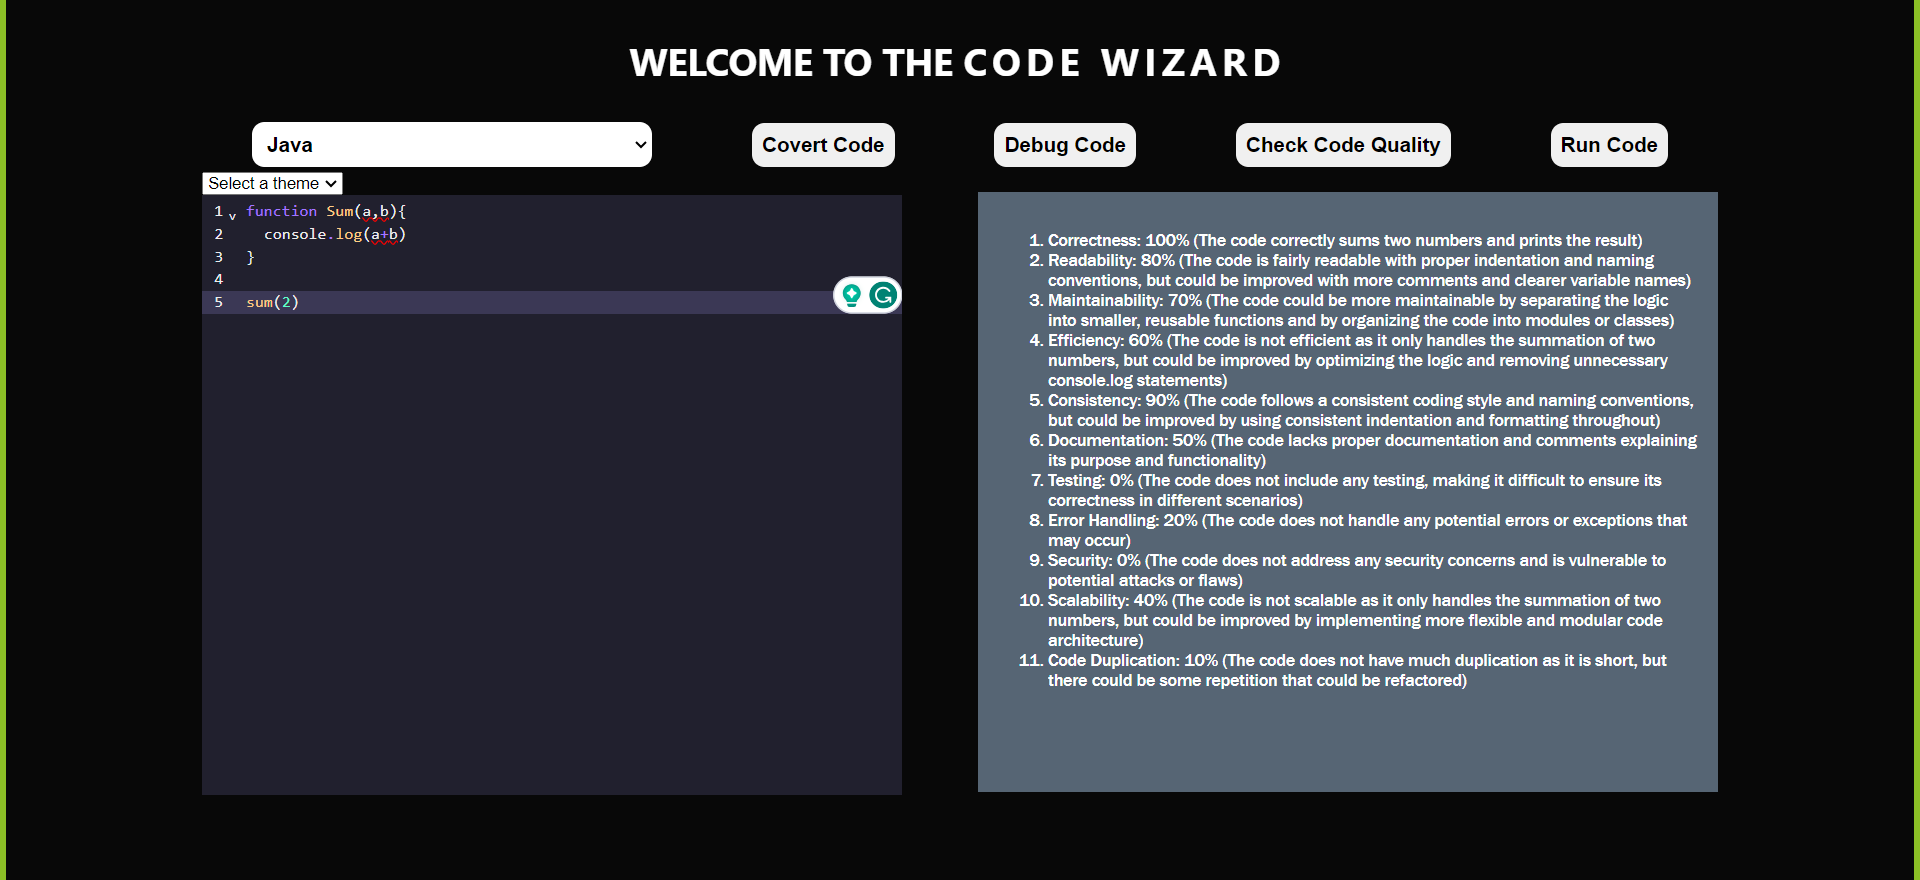 WELCOME TO THE CODE WIZARD
Java
Covert Code
Debug Code
Check Code Quality
Run Code
Select a theme
1 function Sum(a,b){
2 console.log(a+b)
3 }
4
5 sum(2)
1. Correctness: 100% (The code correctly sums two numbers and prints the result)
2. Readability: 80% (The code is fairly readable with proper indentation and naming
conventions, but could be improved with more comments and clearer variable names)
3. Maintainability: 70% (The code could be more maintainable by separating the logic
into smaller, reusable functions and by organizing the code into modules or classes)
4. Efficiency: 60% (The code is not efficient as it only handles the summation of two
numbers, but could be improved by optimizing the logic and removing unnecessary
console.log statements)
5. Consistency: 90% (The code follows a consistent coding style and naming conventions,
but could be improved by using consistent indentation and formatting throughout)
6. Documentation: 50% (The code lacks proper documentation and comments explaining
its purpose and functionality)
7. Testing: 0% (The code does not include any testing, making it difficult to ensure its
correctness in different scenarios)
8. Error Handling: 20% (The code does not handle any potential errors or exceptions that
may occur)
9. Security: 0% (The code does not address any security concerns and is vulnerable to
potential attacks or flaws)
10. Scalability: 40% (The code is not scalable as it only handles the summation of two
numbers, but could be improved by implementing more flexible and modular code
architecture)
11. Code Duplication: 10% (The code does not have much duplication as it is short, but
there could be some repetition that could be refactored)